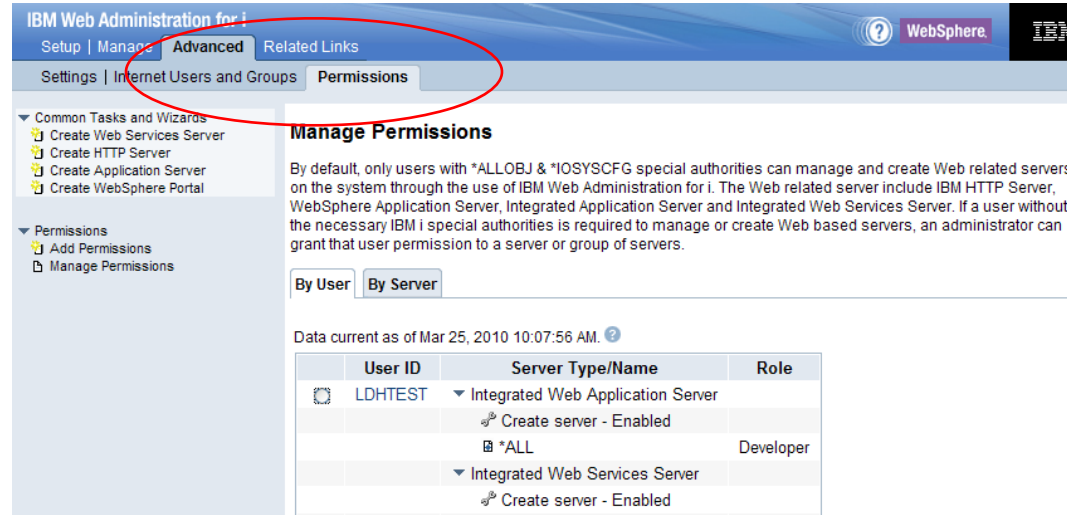 IBM Web Administration for i
WebSphere.
Setup | Manage Advanced Related Links
Settings | Internet Users and Groups Permissions
Common Tasks and Wizards
Create Web Services Server
Create HTTP Server
Create Application Server
Create WebSphere Portal
Permissions
Add Permissions
Manage Permissions
Manage Permissions
By default, only users with *ALLOBJ & *IOSYSCFG special authorities can manage and create Web related servers
on the system through the use of IBM Web Administration for i. The Web related server include IBM HTTP Server,
WebSphere Application Server, Integrated Application Server and Integrated Web Services Server. If a user without
the necessary IBM i special authorities is required to manage or create Web based servers, an administrator can
grant that user permission to a server or group of servers.
By User By Server
Data current as of Mar 25, 2010 10:07:56 AM.
User ID Server Type/Name Role
LDHTEST Integrated Web Application Server
Create server - Enabled
*ALL Developer
Integrated Web Services Server
Create server - Enabled